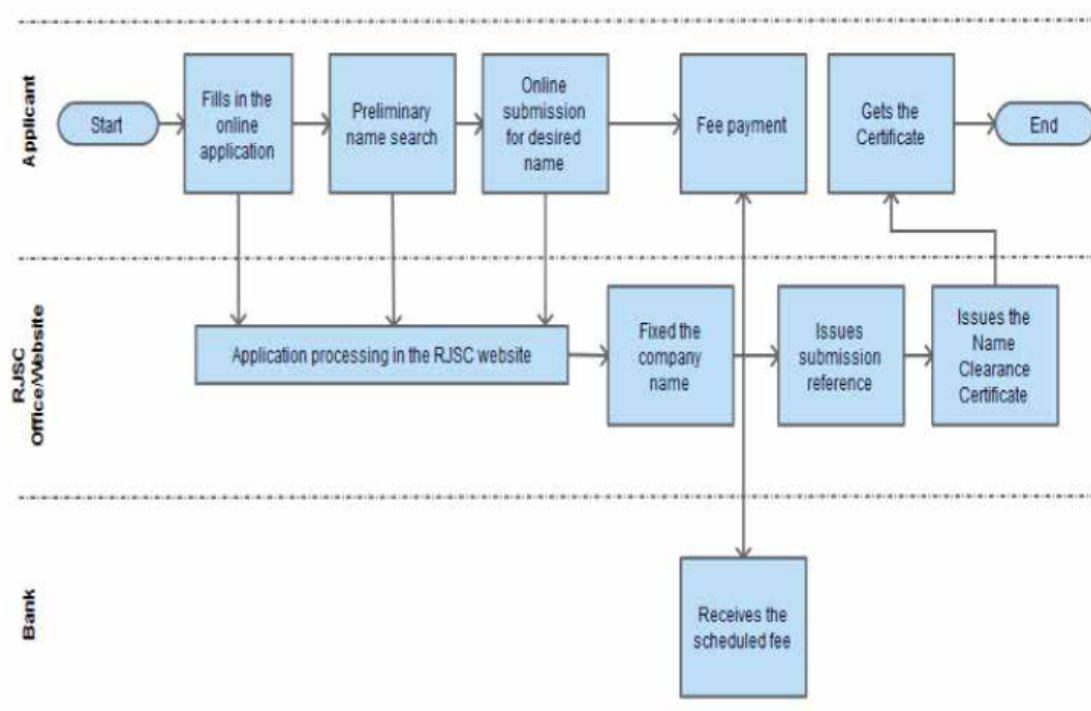 Applicant
Start
Fills in the
online
application
Preliminary
name search
Online
submission
for desired
name
Fee payment
Gets the
Certificate
End
RJSC
Office/Website
Application processing in the RJSC website
Fixed the
company
name
Issues
submission
reference
Issues the
Name
Clearance
Certificate
Bank
Receives the
scheduled fee